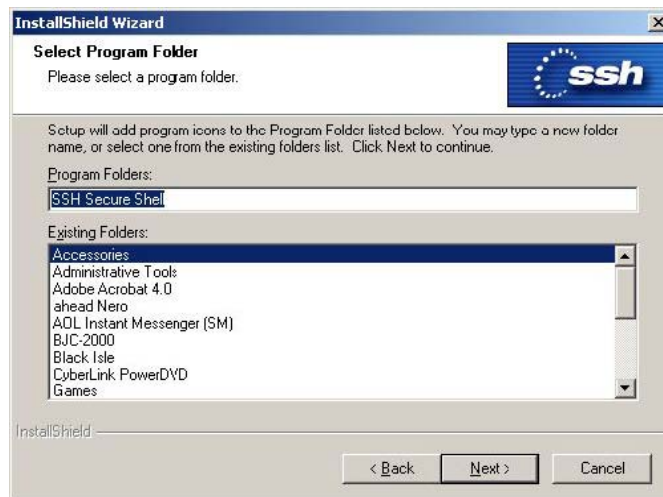 InstallShield Wizard
Select Program Folder
Please select a program folder.
ssh
Setup will add program icons to the Program Folder listed below. You may type a new folder
name, or select one from the existing folders list. Click Next to continue.
Program Folders:
SSH Secure Shell
Existing Folders:
Accessories
Administrative Tools
Adobe Acrobat 4.0
ahead Nero
AOL Instant Messenger (SM)
BJC-2000
Black Isle
CyberLink PowerDVD
Games
InstallShield
< Back
Next >
Cancel